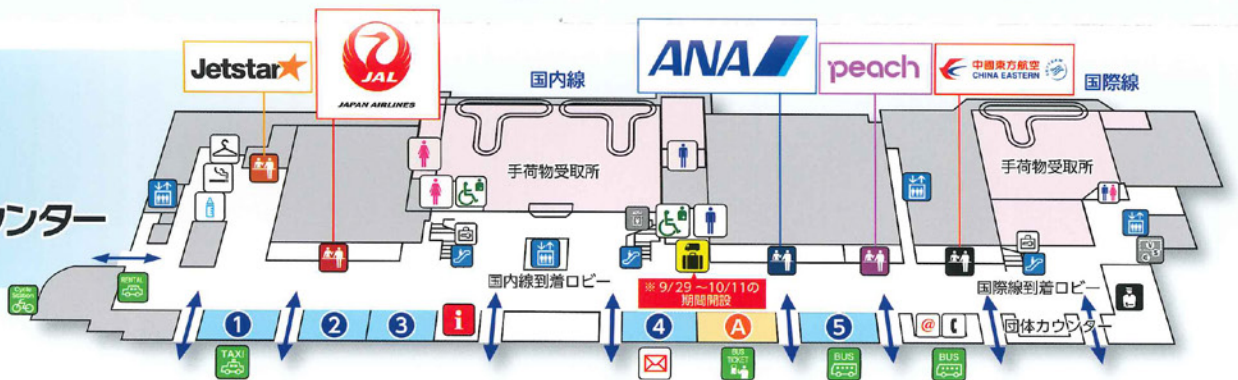 Jetstar
JAL
JAPAN AIRLINES
国内線
ANA
peach
中國東方航空
CHINA EASTERN
国際線
手荷物受取所
手荷物受取所
ンター
RENTAL
Cycle
Station
国内線到着ロビー
※ 9/29 ～10/11の
期間開設
国際線到着ロビー
団体カウンター
1
2
3
i
4
A
5
@
TAXI
BUS
TICKET
BUS
BUS